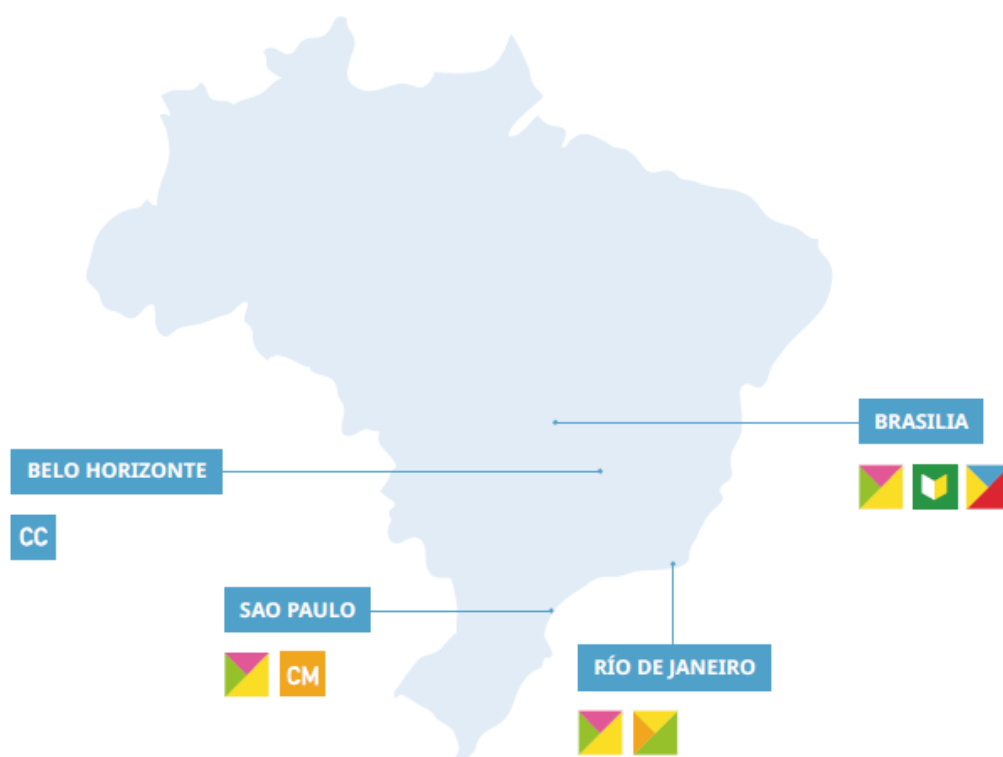 BRASILIA
BELO HORIZONTE
CC
SAO PAULO
CM
RÍO DE JANEIRO